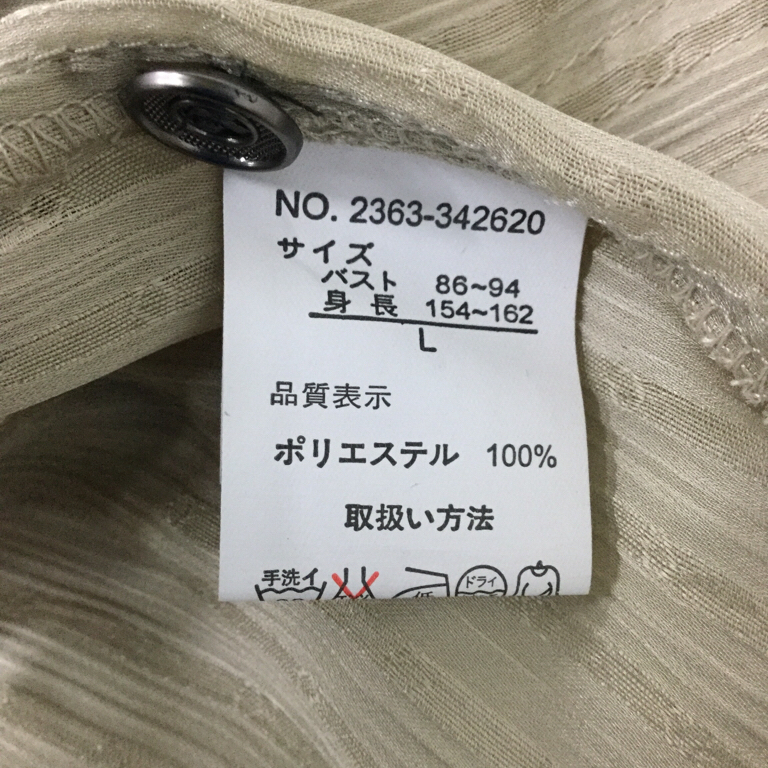 NO. 2363-342620
サイズ
バスト 86~94
身長 154~162
L
品質表示
ポリエステル 100%
取扱い方法
手洗イ 低 ドライ